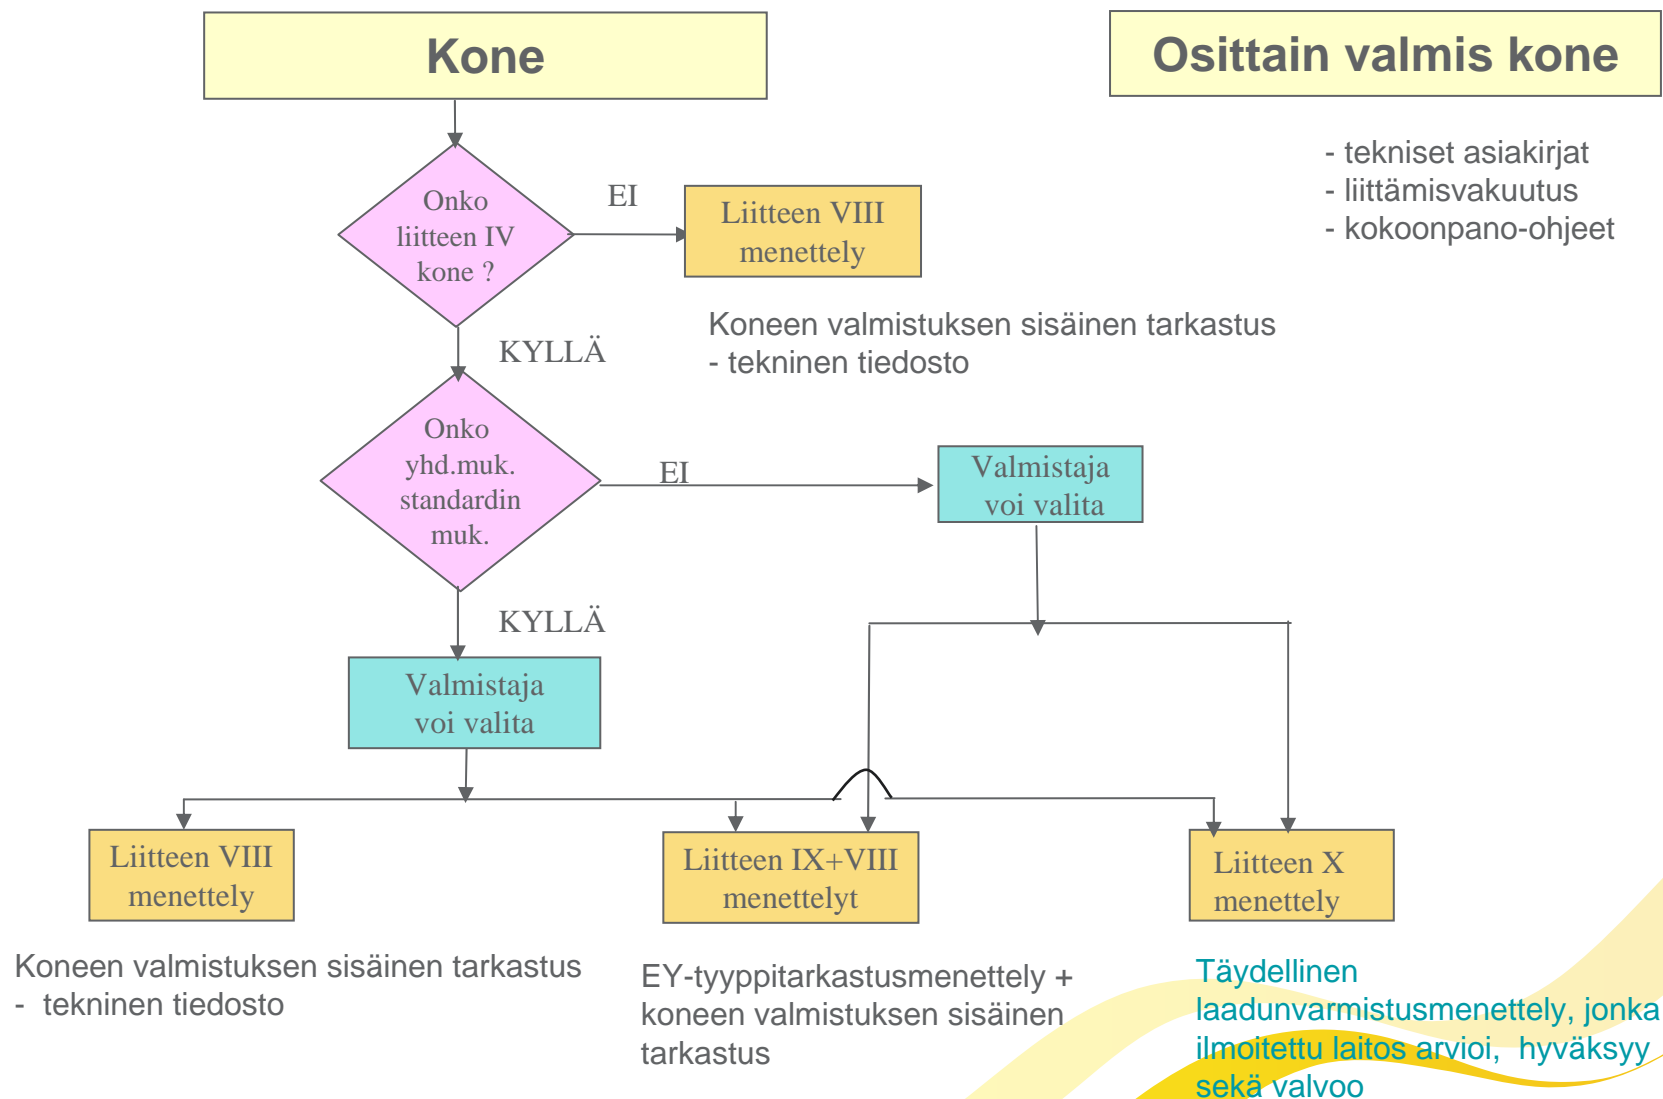 Kone
Osittain valmis kone
- tekniset asiakirjat
- liittämisvakuutus
- kokoonpano-ohjeet
Onko
liitteen IV
kone ?
EI
Liitteen VIII
menettely
Koneen valmistuksen sisäinen tarkastus
- tekninen tiedosto
KYLLÄ
Onko
yhd.muk.
standardin
muk.
EI
Valmistaja
voi valita
KYLLÄ
Valmistaja
voi valita
Liitteen VIII
menettely
Liitteen IX+VIII
menettelyt
Liitteen X
menettely
Koneen valmistuksen sisäinen tarkastus
- tekninen tiedosto
EY-tyyppitarkastusmenettely +
koneen valmistuksen sisäinen
tarkastus
Täydellinen
laadunvarmistusmenettely, jonka
ilmoitettu laitos arvioi, hyväksyy
sekä valvoo